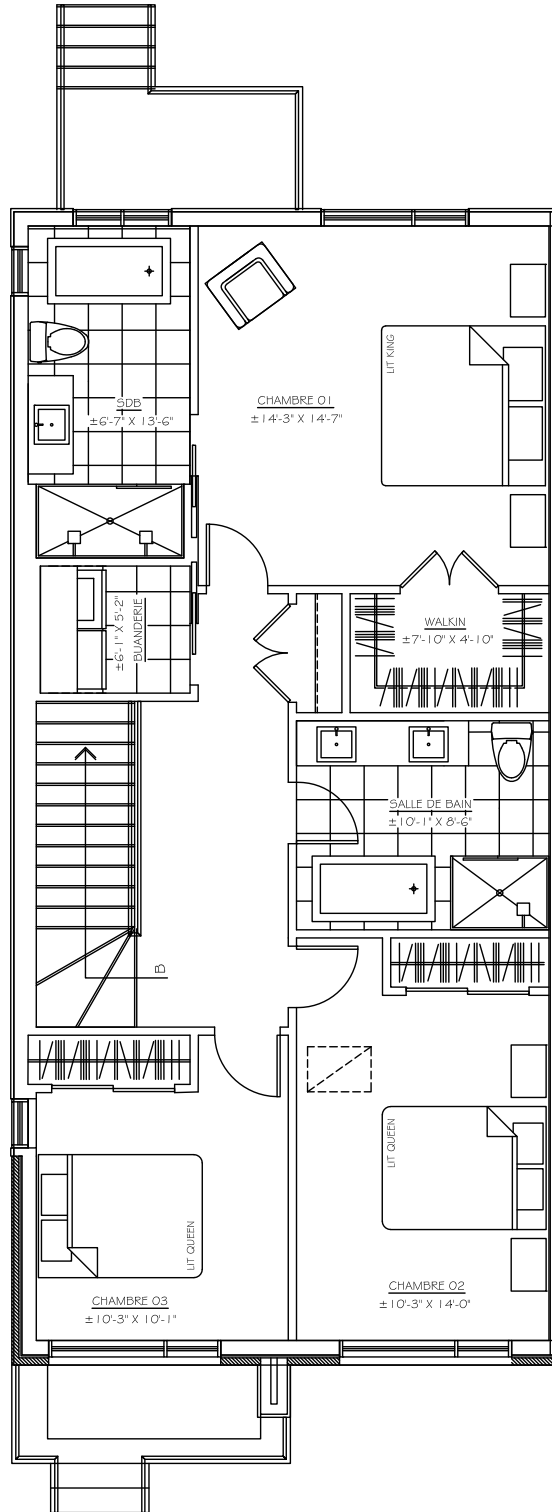 LIT KING
CHAMBRE 01
±14'-3" X 14'-7"
SDB
±6'-7" X 13'-6"
BUANDERIE
±6'-1" X 5'-2"
WALKIN
±7'-10" X 4'-10"
SALLE DE BAIN
±10'-1" X 8'-6"
B
LIT QUEEN
LIT QUEEN
CHAMBRE 02
±10'-3" X 14'-0"
CHAMBRE 03
±10'-3" X 10'-1"